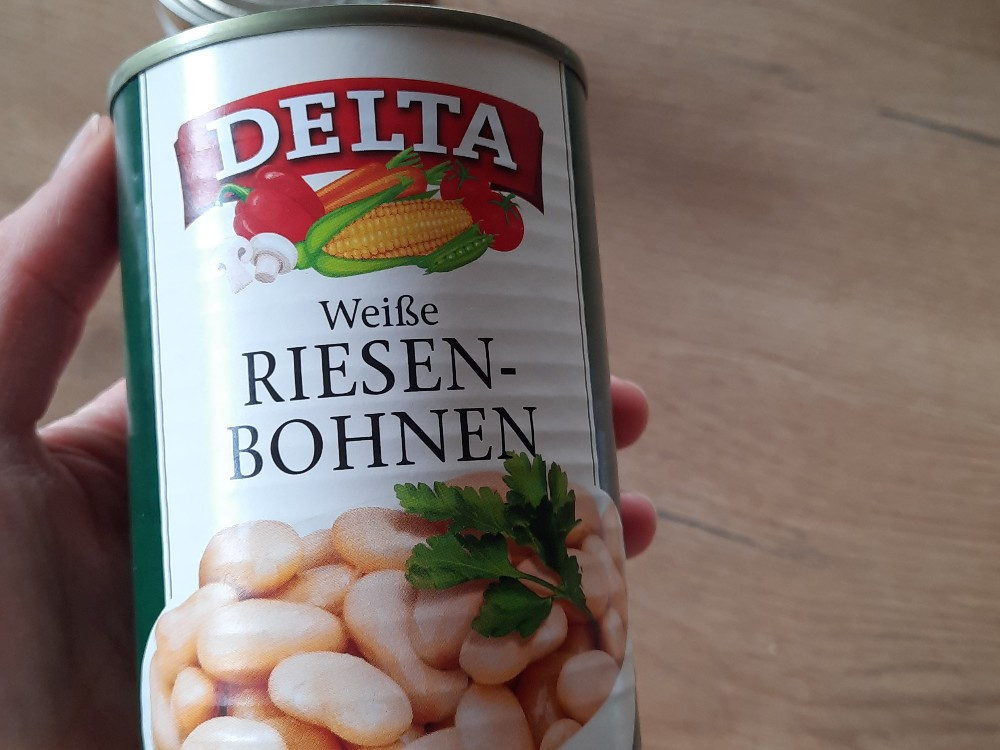 DELTA
Weiße
RIESEN-
BOHNEN